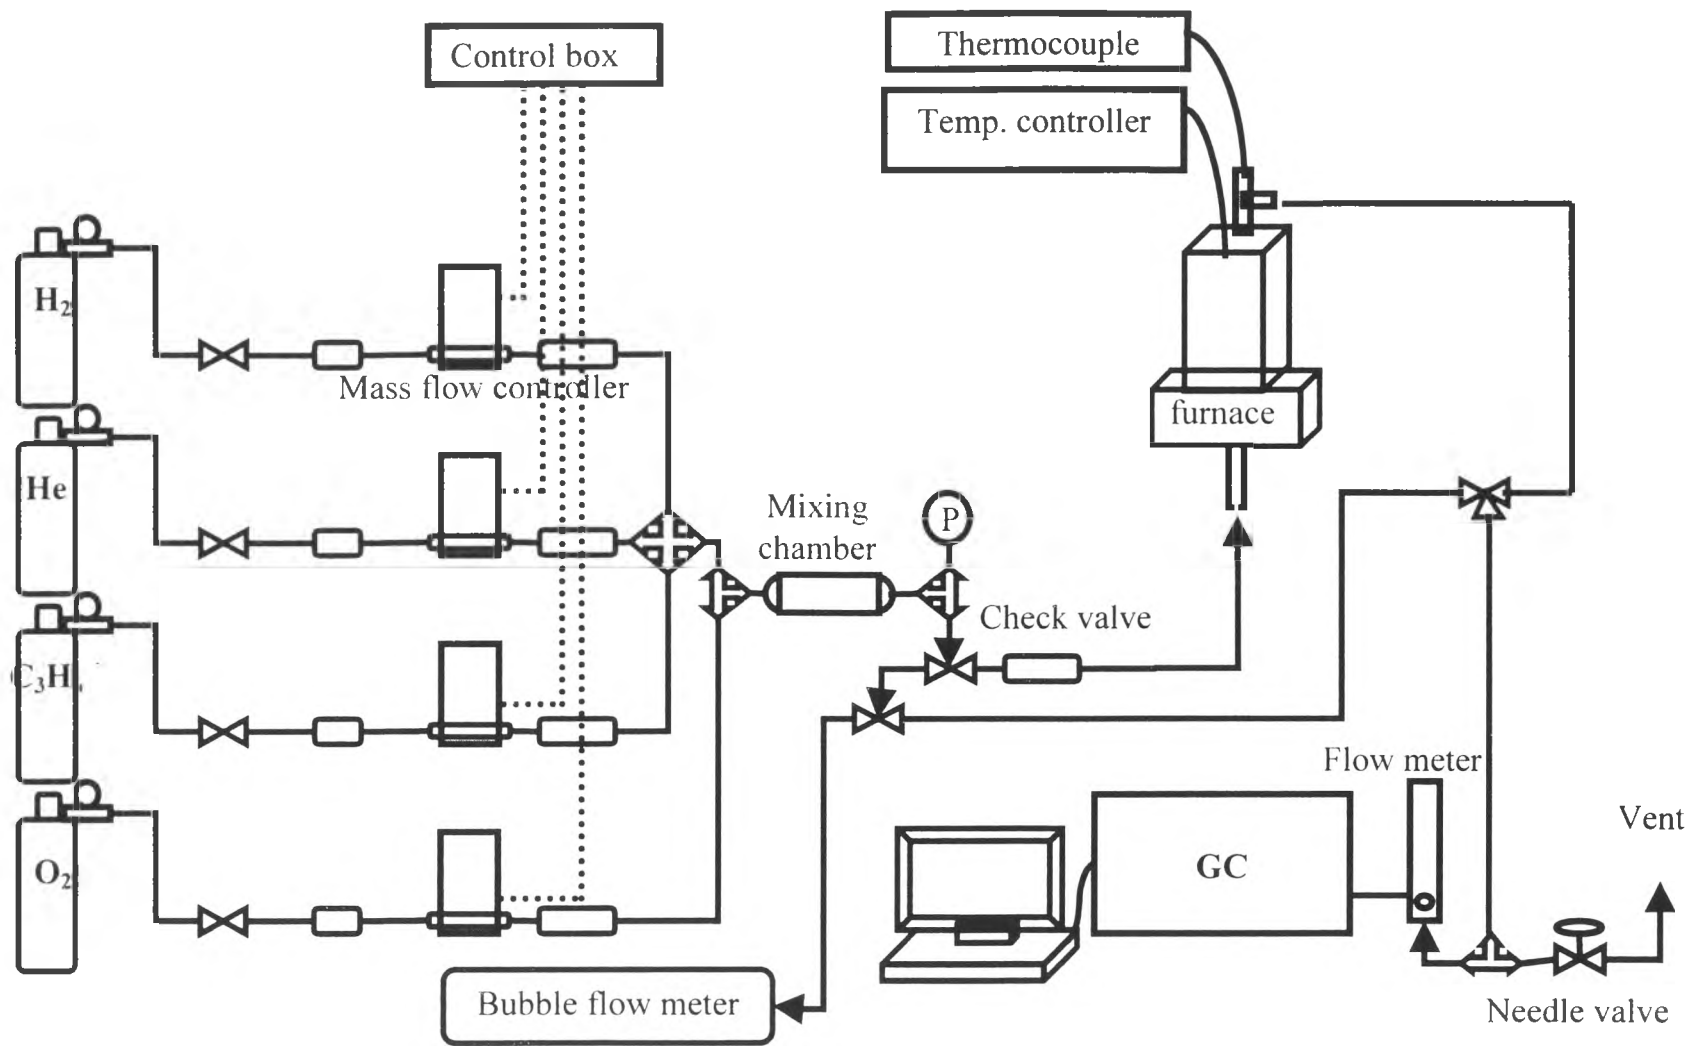 Control box
Thermocouple
Temp. controller
H₂
Mass flow controller
furnace
He
Mixing
chamber
P
Check valve
C₃H
Flow meter
Vent
GC
O₂
Bubble flow meter
Needle valve